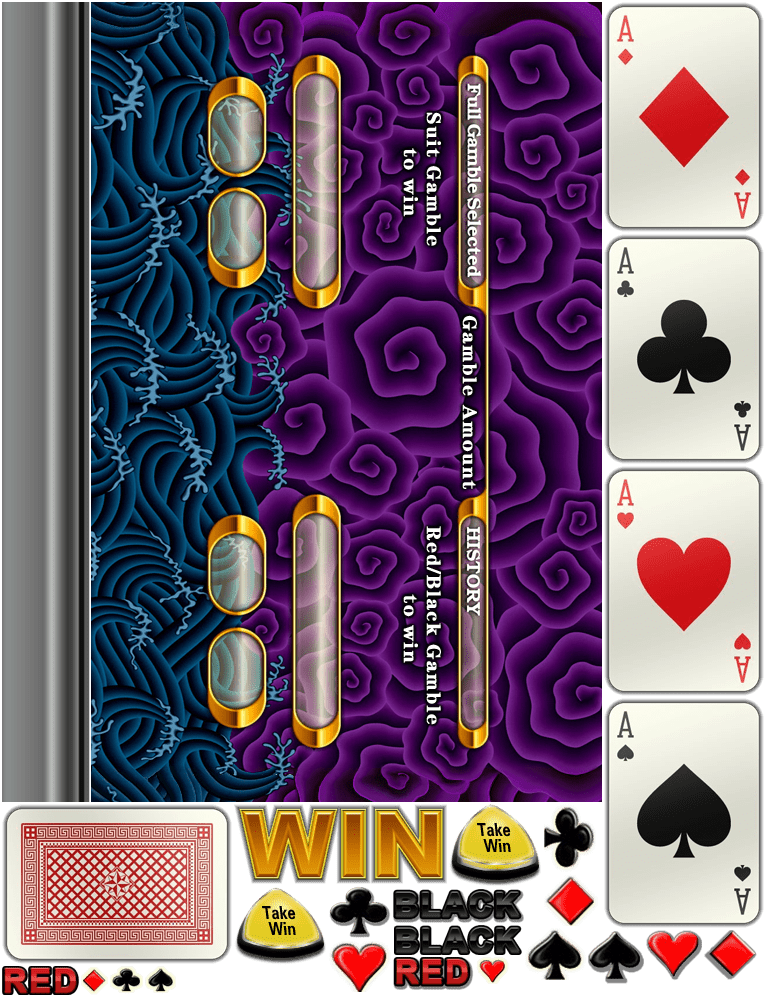 Full Gamble Selected
Gamble Amount
HISTORY
Suit Gamble
to win
Red/Black Gamble
to win
A
A
A
A
A
A
A
A
WIN
Take
Win
Take
Win
BLACK
BLACK
RED
RED